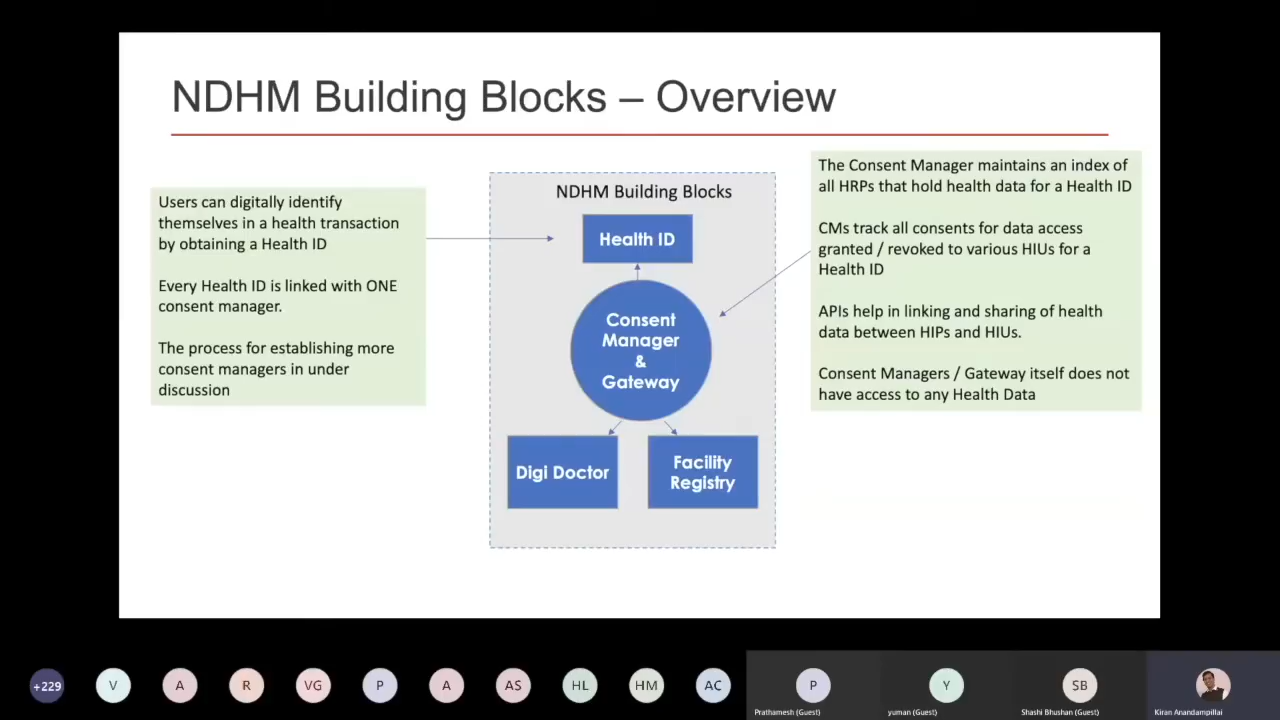 NDHM Building Blocks – Overview
Users can digitally identify
themselves in a health transaction
by obtaining a Health ID
Every Health ID is linked with ONE
consent manager.
The process for establishing more
consent managers in under
discussion
NDHM Building Blocks
Health ID
Consent
Manager
&
Gateway
Digi Doctor
Facility
Registry
The Consent Manager maintains an index of
all HRPs that hold health data for a Health ID
CMs track all consents for data access
granted / revoked to various HIUs for a
Health ID
APIs help in linking and sharing of health
data between HIPs and HIUs.
Consent Managers / Gateway itself does not
have access to any Health Data
+229
V
A
R
VG
P
A
AS
HL
HM
AC
P
Prathamesh (Guest)
Y
yuman (Guest)
SB
Shashi Bhushan (Guest)
Kiran Anandampillai